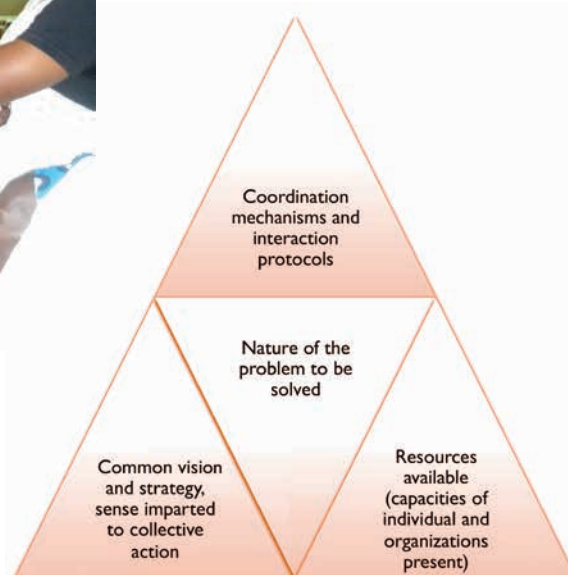 Coordination
mechanisms and
interaction
protocols
Nature of the
problem to be
solved
Common vision
and strategy,
sense imparted
to collective
action
Resources
available
(capacities of
individual and
organizations
present)